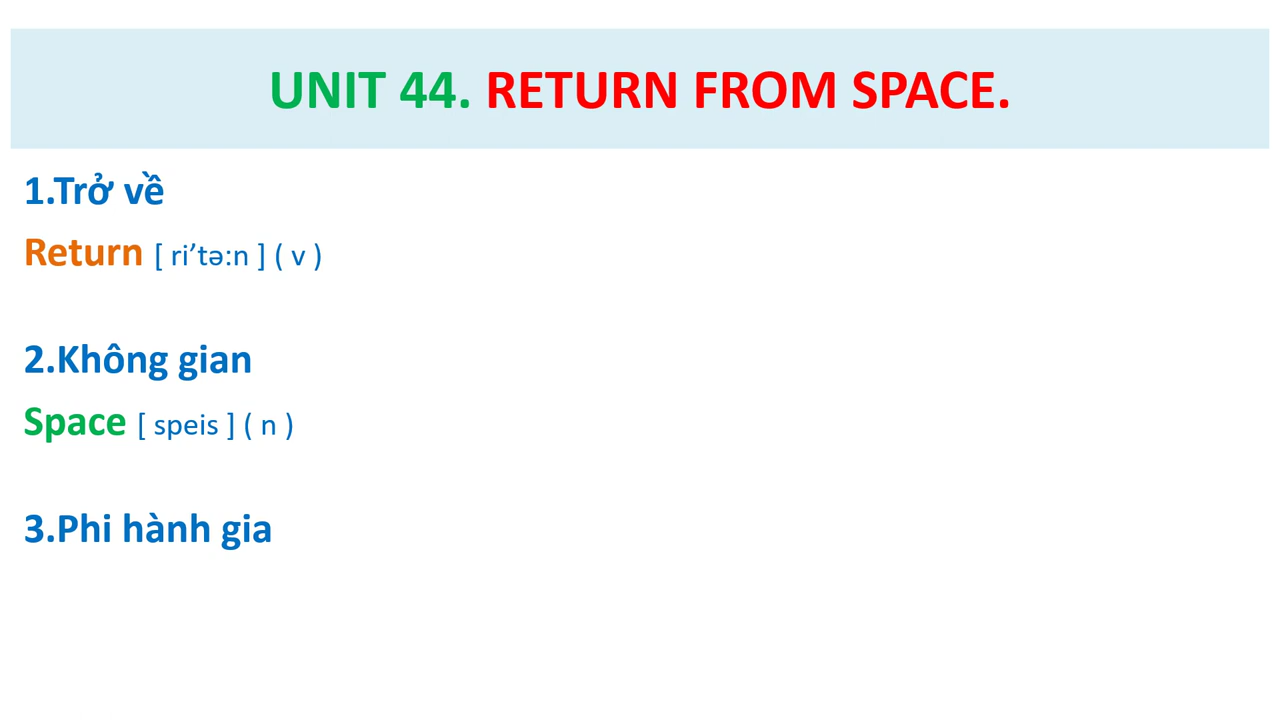 UNIT 44. RETURN FROM SPACE.
1.Trở về
Return [ ri’tə:n ] ( v )
2.Không gian
Space [ speis ] ( n )
3.Phi hành gia